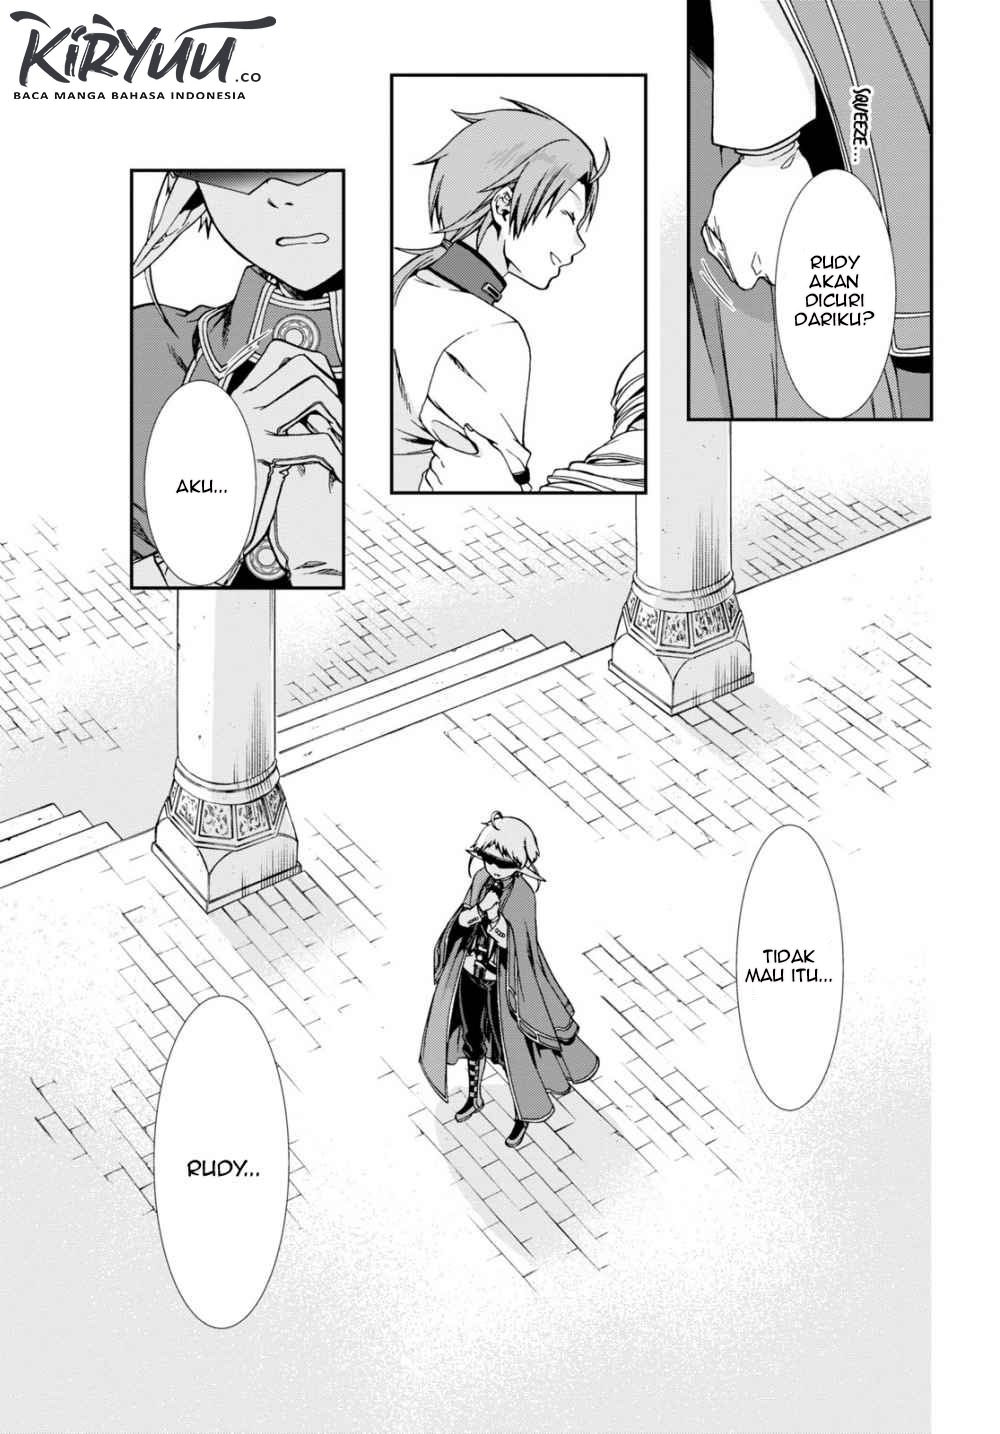 KIRYUU.CO
BACA MANGA BAHASA INDONESIA
SQUEEZE...
RUDY
AKAN
DICURI
DARIKU?
AKU...
TIDAK
MAU ITU...
RUDY...